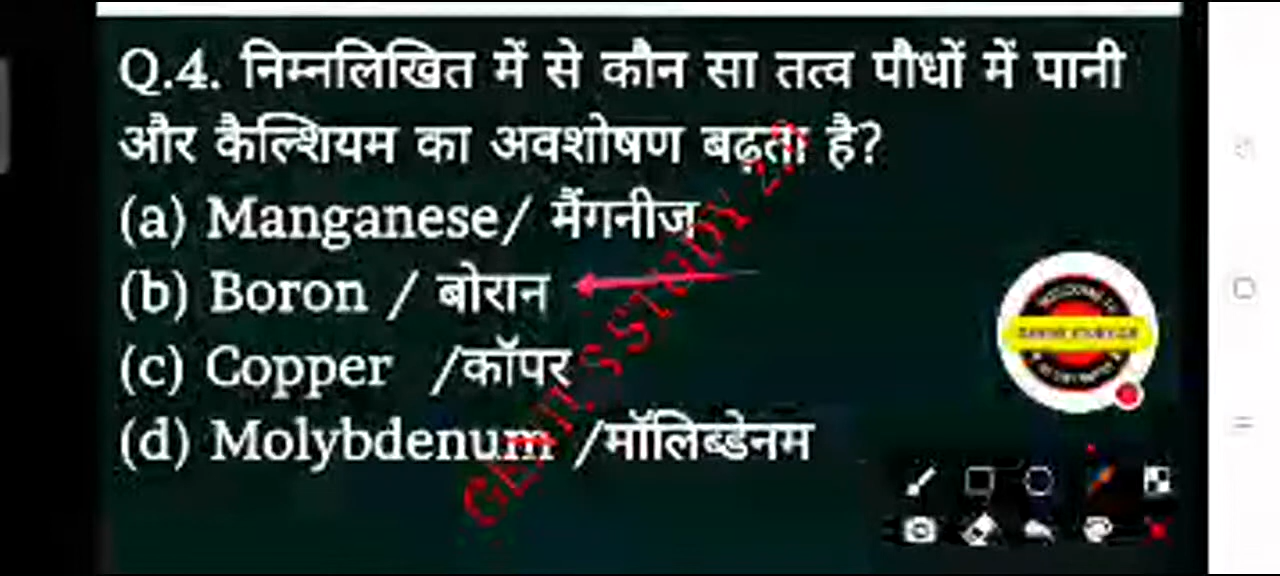 Q.4. निम्नलिखित में से कौन सा तत्व पौधों में पानी
और कैल्शियम का अवशोषण बढ़ता है?
(a) Manganese/ मैंगनीज
(b) Boron / बोरान
(c) Copper /कॉपर
(d) Molybdenum /मॉलिब्डेनम